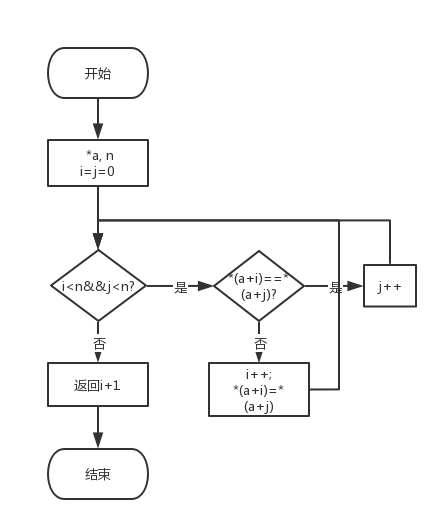 开始
*a, n
i=j=0
i<n&&j<n?
是
*(a+i)==*
(a+j)?
是
j++
否
否
返回i+1
i++;
*(a+i)=*
(a+j)
结束